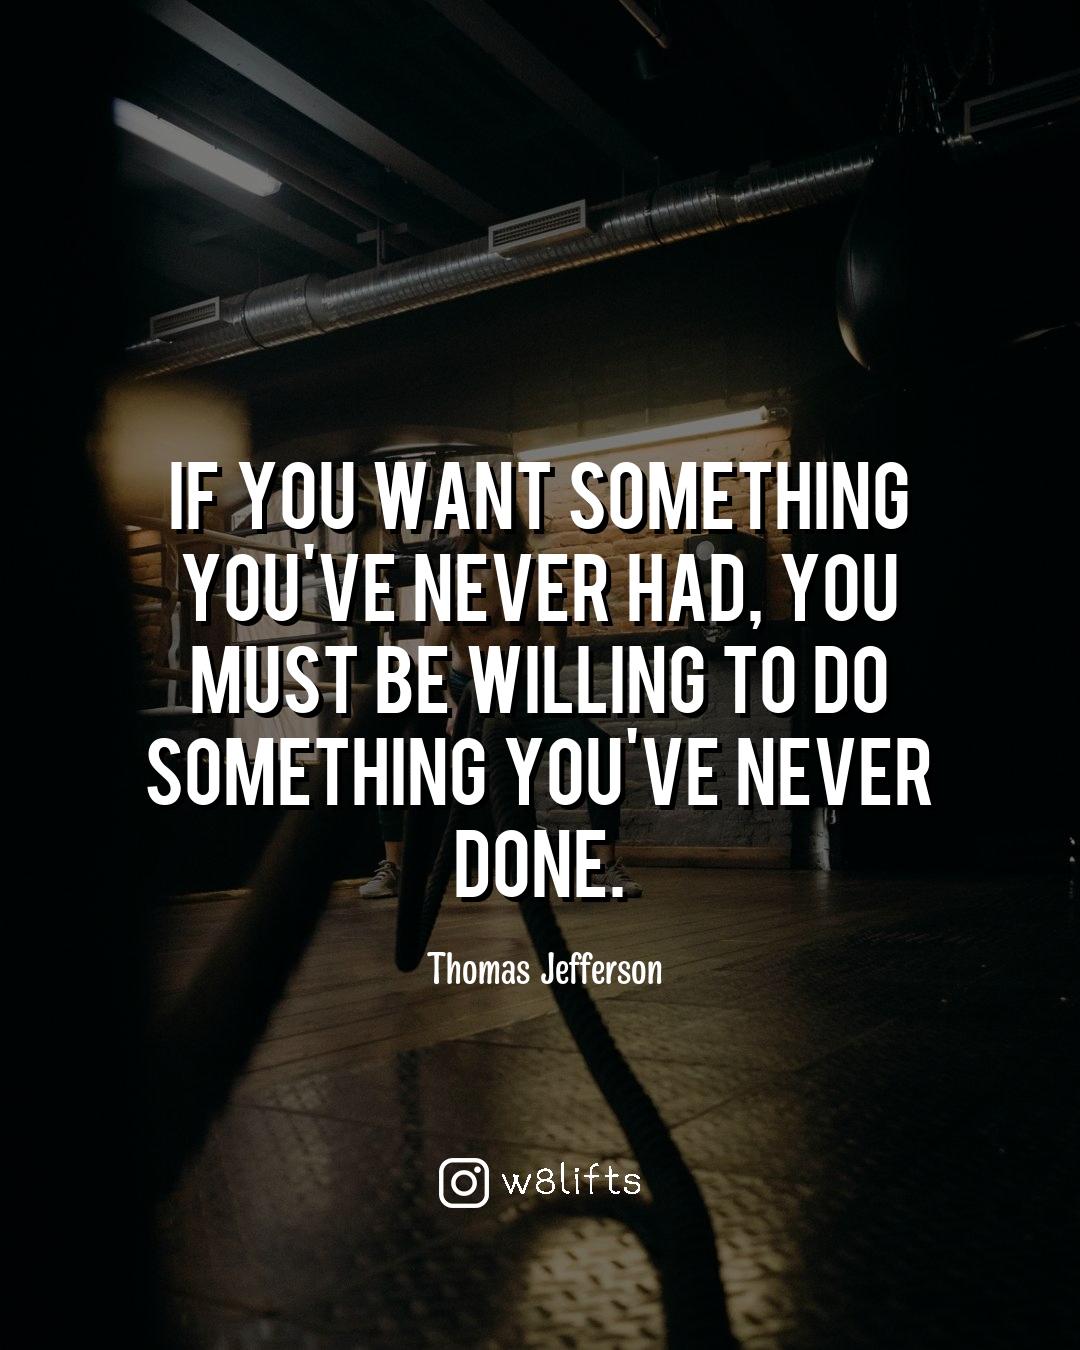 IF YOU WANT SOMETHING
YOU'VE NEVER HAD, YOU
MUST BE WILLING TO DO
SOMETHING YOU'VE NEVER
DONE.
Thomas Jefferson
w8lifts